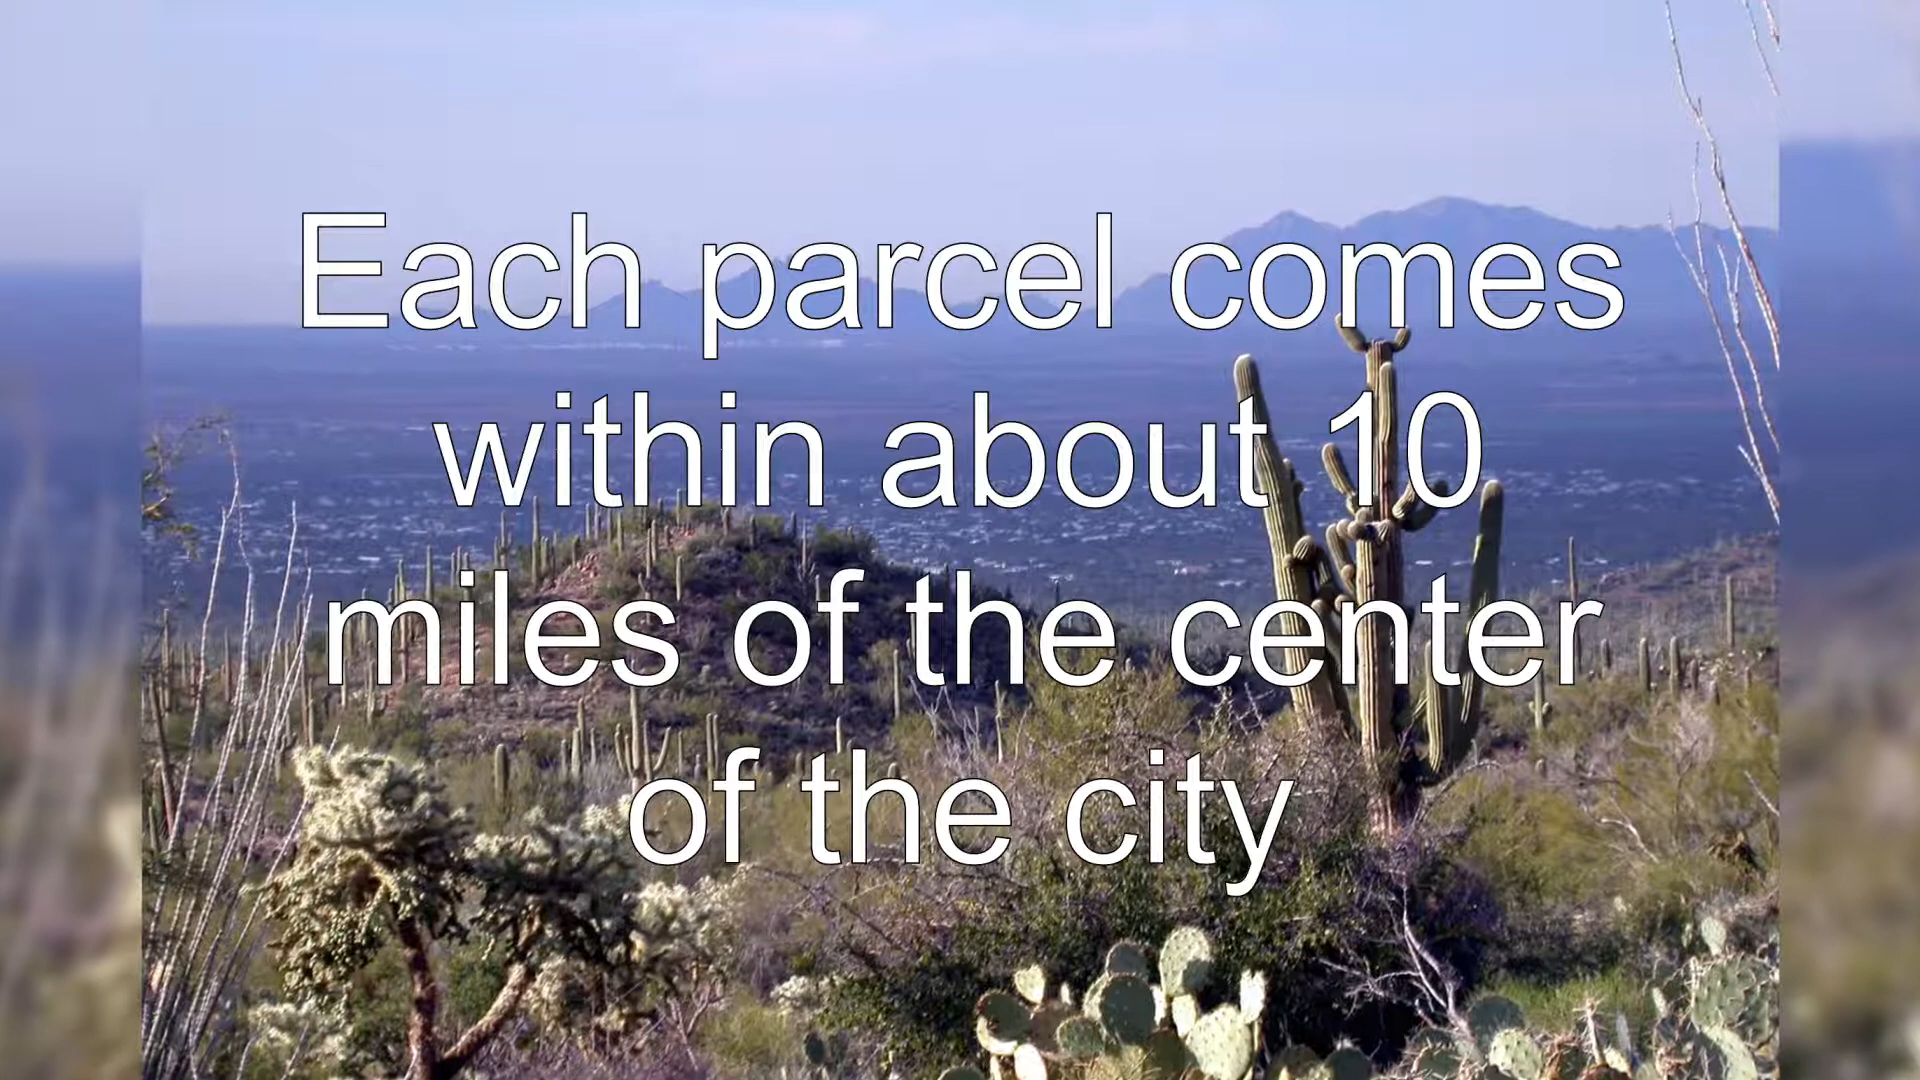 Each parcel comes
within about 10
miles of the center
of the city